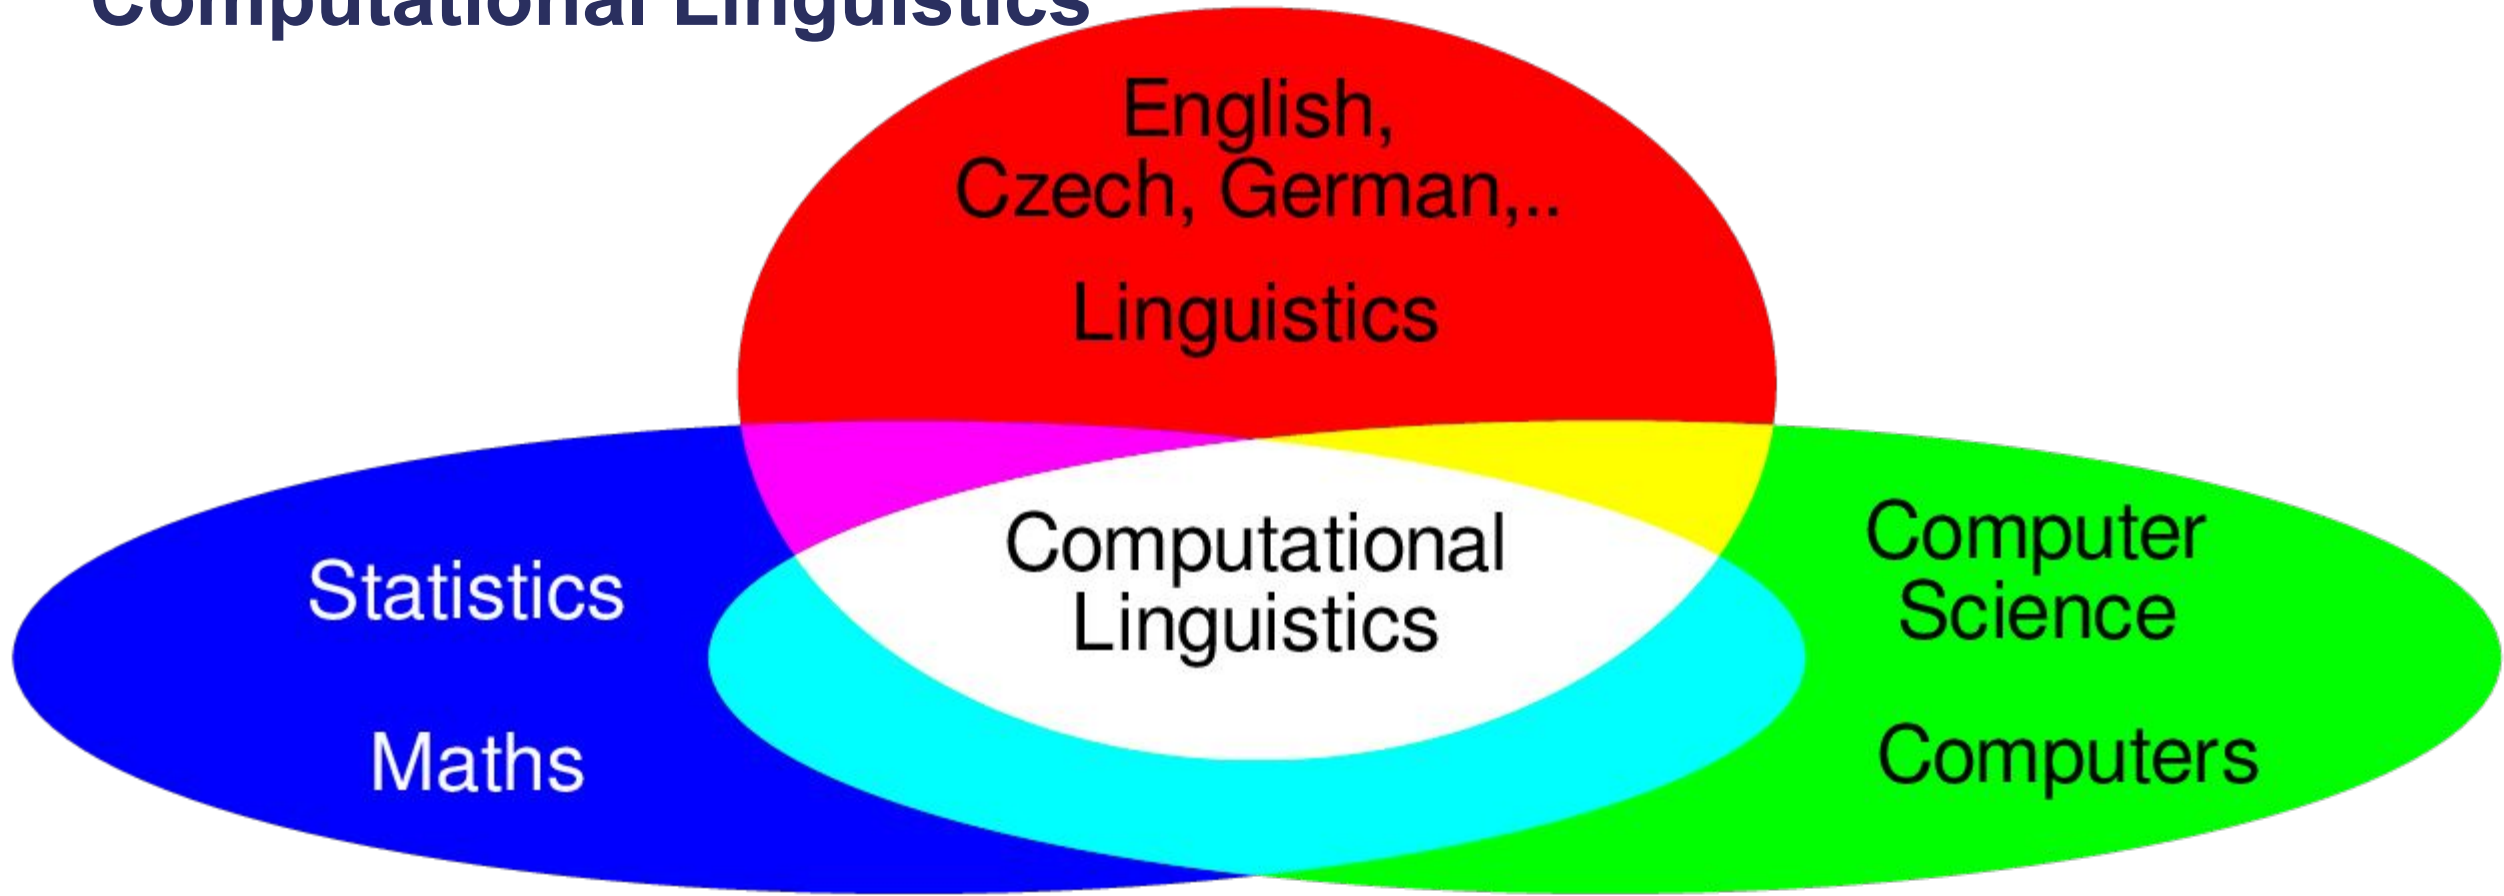 Computational Linguistics
English,
Czech, German,..
Linguistics
Computational
Linguistics
Statistics
Maths
Computer
Science
Computers